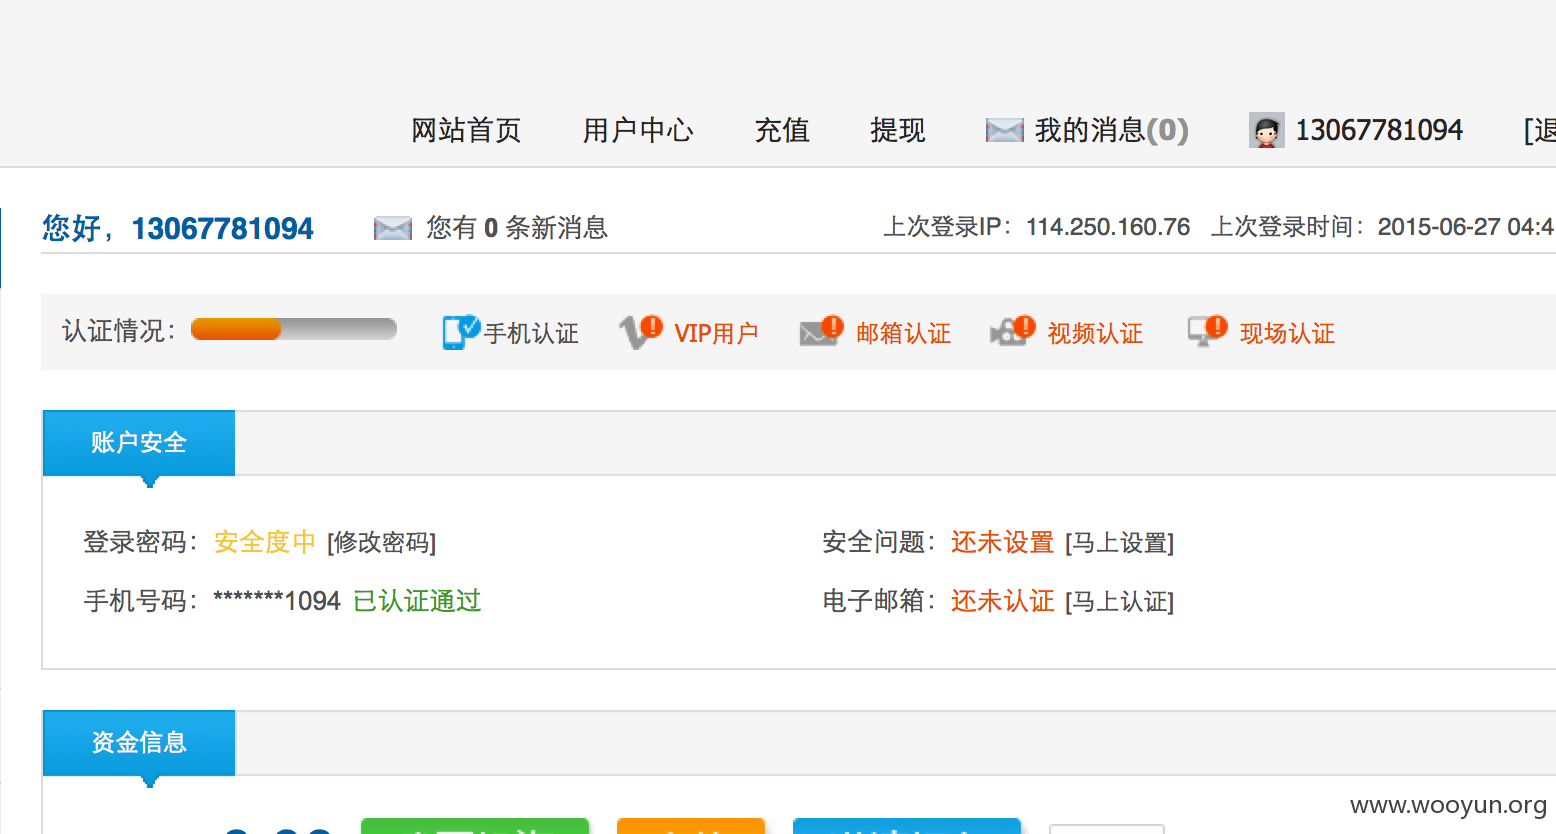 网站首页 用户中心 充值 提现 我的消息(0) 13067781094 [退
您好，13067781094 您有 0 条新消息 上次登录IP：114.250.160.76 上次登录时间：2015-06-27 04:4
认证情况： 手机认证 VIP用户 邮箱认证 视频认证 现场认证
账户安全
登录密码：安全度中 [修改密码] 安全问题：还未设置 [马上设置]
手机号码：*******1094 已认证通过 电子邮箱：还未认证 [马上认证]
资金信息
www.wooyun.org